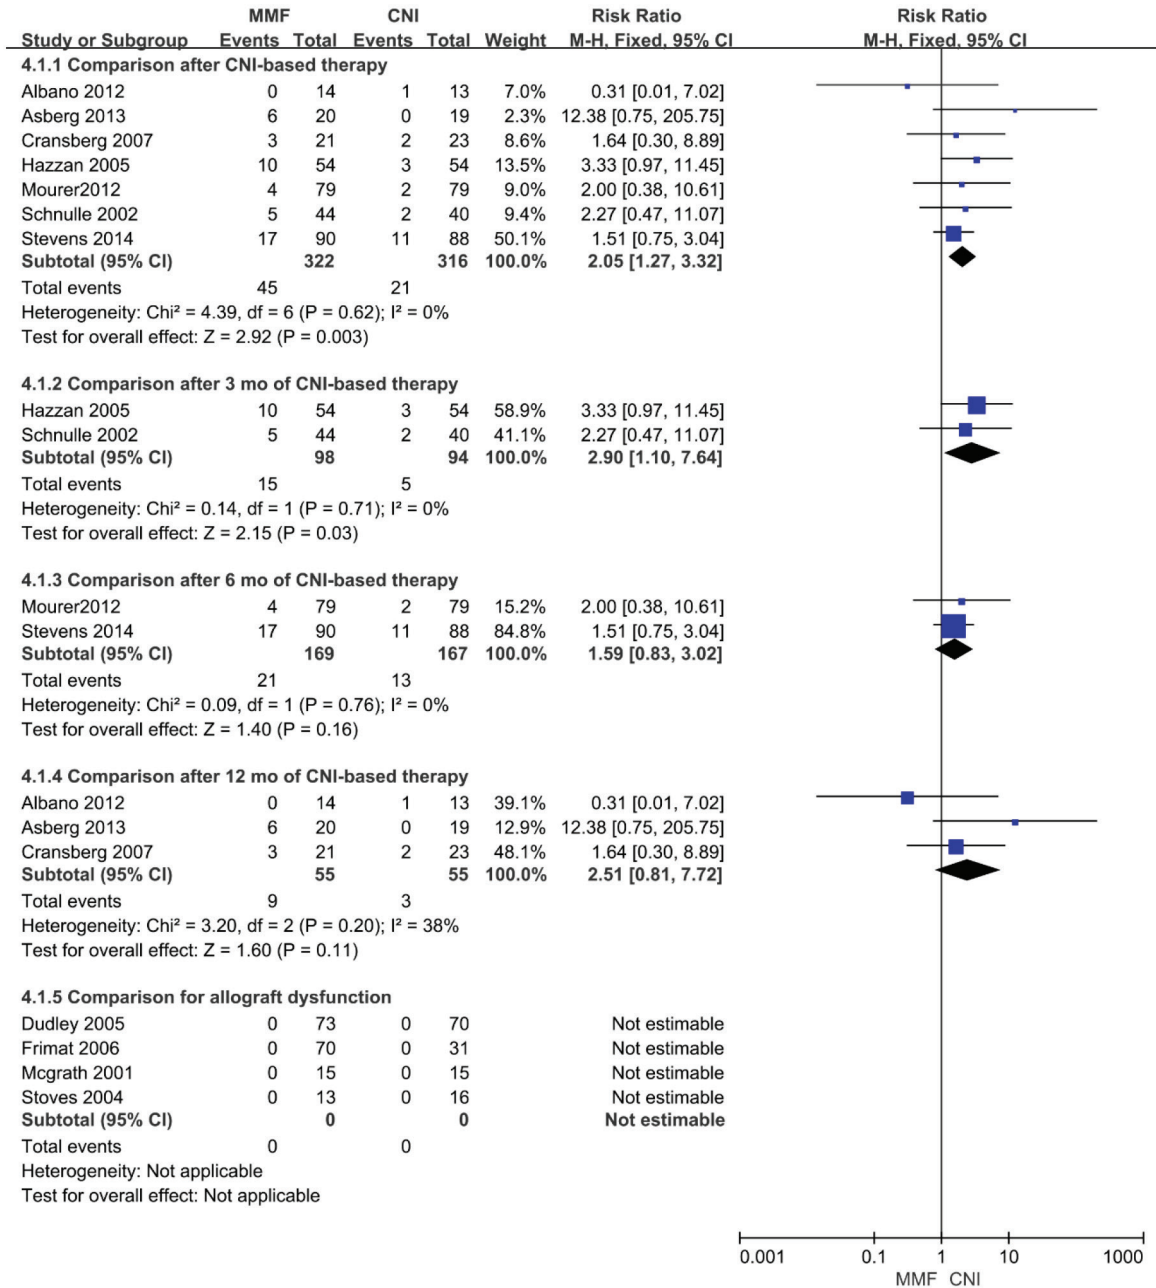 MMF CNI Risk Ratio Risk Ratio
Study or Subgroup Events Total Events Total Weight M-H, Fixed, 95% CI M-H, Fixed, 95% CI
4.1.1 Comparison after CNI-based therapy
Albano 2012 0 14 1 13 7.0% 0.31 [0.01, 7.02]
Asberg 2013 6 20 0 19 2.3% 12.38 [0.75, 205.75]
Cransberg 2007 3 21 2 23 8.6% 1.64 [0.30, 8.89]
Hazzan 2005 10 54 3 54 13.5% 3.33 [0.97, 11.45]
Mourer2012 4 79 2 79 9.0% 2.00 [0.38, 10.61]
Schnulle 2002 5 44 2 40 9.4% 2.27 [0.47, 11.07]
Stevens 2014 17 90 11 88 50.1% 1.51 [0.75, 3.04]
Subtotal (95% CI) 322 316 100.0% 2.05 [1.27, 3.32]
Total events 45 21
Heterogeneity: Chi² = 4.39, df = 6 (P = 0.62); I² = 0%
Test for overall effect: Z = 2.92 (P = 0.003)
4.1.2 Comparison after 3 mo of CNI-based therapy
Hazzan 2005 10 54 3 54 58.9% 3.33 [0.97, 11.45]
Schnulle 2002 5 44 2 40 41.1% 2.27 [0.47, 11.07]
Subtotal (95% CI) 98 94 100.0% 2.90 [1.10, 7.64]
Total events 15 5
Heterogeneity: Chi² = 0.14, df = 1 (P = 0.71); I² = 0%
Test for overall effect: Z = 2.15 (P = 0.03)
4.1.3 Comparison after 6 mo of CNI-based therapy
Mourer2012 4 79 2 79 15.2% 2.00 [0.38, 10.61]
Stevens 2014 17 90 11 88 84.8% 1.51 [0.75, 3.04]
Subtotal (95% CI) 169 167 100.0% 1.59 [0.83, 3.02]
Total events 21 13
Heterogeneity: Chi² = 0.09, df = 1 (P = 0.76); I² = 0%
Test for overall effect: Z = 1.40 (P = 0.16)
4.1.4 Comparison after 12 mo of CNI-based therapy
Albano 2012 0 14 1 13 39.1% 0.31 [0.01, 7.02]
Asberg 2013 6 20 0 19 12.9% 12.38 [0.75, 205.75]
Cransberg 2007 3 21 2 23 48.1% 1.64 [0.30, 8.89]
Subtotal (95% CI) 55 55 100.0% 2.51 [0.81, 7.72]
Total events 9 3
Heterogeneity: Chi² = 3.20, df = 2 (P = 0.20); I² = 38%
Test for overall effect: Z = 1.60 (P = 0.11)
4.1.5 Comparison for allograft dysfunction
Dudley 2005 0 73 0 70 Not estimable
Frimat 2006 0 70 0 31 Not estimable
Mcgrath 2001 0 15 0 15 Not estimable
Stoves 2004 0 13 0 16 Not estimable
Subtotal (95% CI) 0 0 Not estimable
Total events 0 0
Heterogeneity: Not applicable
Test for overall effect: Not applicable
0.001 0.1 1 10 1000
MMF CNI